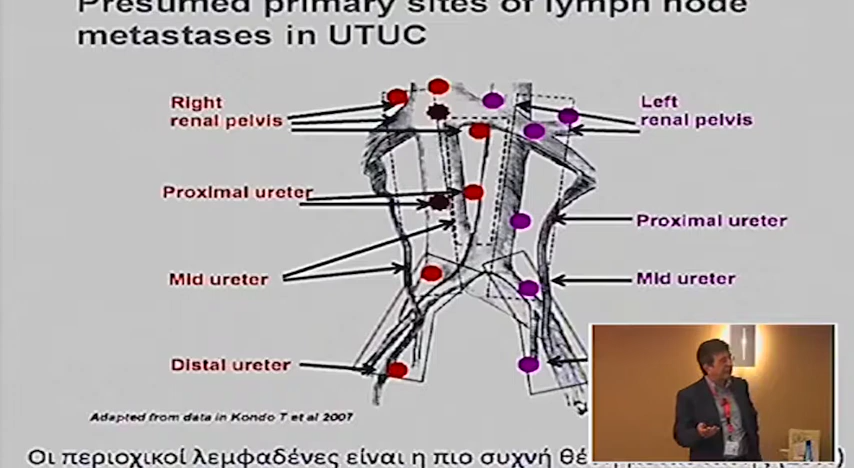 Presumed primary sites of lymph node
metastases in UTUC
Right
renal pelvis
Left
renal pelvis
Proximal ureter
Proximal ureter
Mid ureter
Mid ureter
Distal ureter
Adapted from data in Kondo T et al 2007
Οι περιοχικοί λεμφαδένες είναι η πιο συχνή